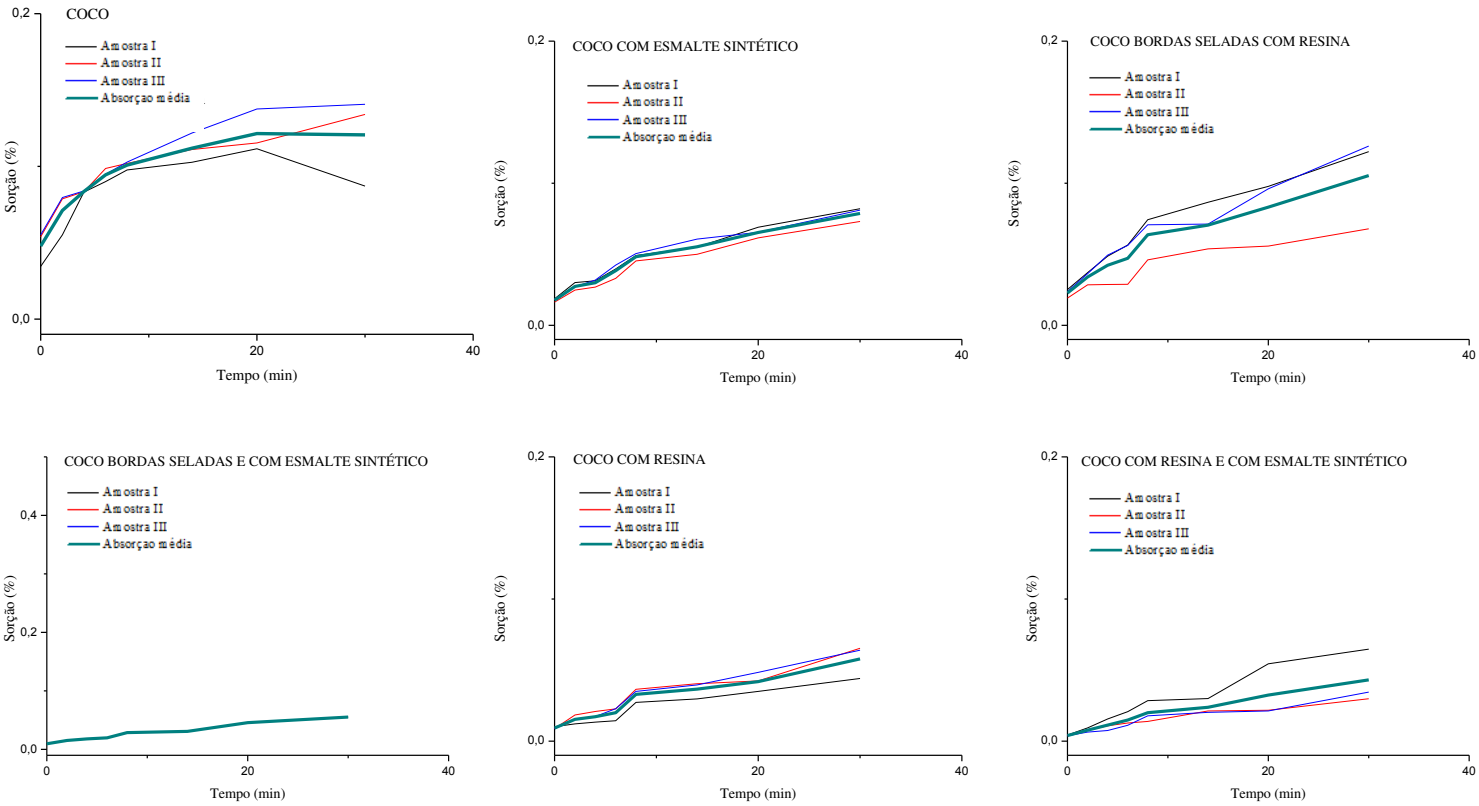 COCO
0,2
Amostra I
Amostra II
Amostra III
Absorçao média
Sorção (%)
0,0
0
20
40
Tempo (min)
COCO COM ESMALTE SINTÉTICO
0,2
Amostra I
Amostra II
Amostra III
Absorçao média
Sorção (%)
0,0
0
20
40
Tempo (min)
COCO BORDAS SELADAS COM RESINA
0,2
Amostra I
Amostra II
Amostra III
Absorçao média
Sorção (%)
0,0
0
20
40
Tempo (min)
COCO BORDAS SELADAS E COM ESMALTE SINTÉTICO
Amostra I
Amostra II
Amostra III
Absorçao média
0,4
Sorção (%)
0,2
0,0
0
20
40
Tempo (min)
COCO COM RESINA
0,2
Amostra I
Amostra II
Amostra III
Absorçao média
Sorção (%)
0,0
0
20
40
Tempo (min)
COCO COM RESINA E COM ESMALTE SINTÉTICO
0,2
Amostra I
Amostra II
Amostra III
Absorçao média
Sorção (%)
0,0
0
20
40
Tempo (min)